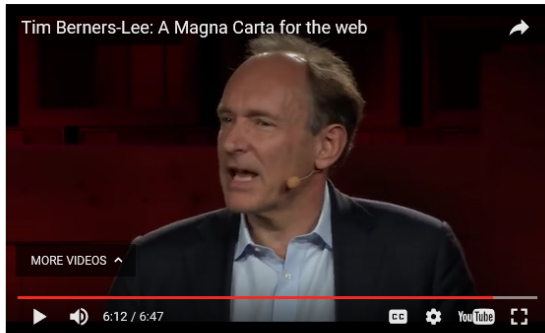 Tim Berners-Lee: A Magna Carta for the web
MORE VIDEOS
6:12 / 6:47
CC
YouTube